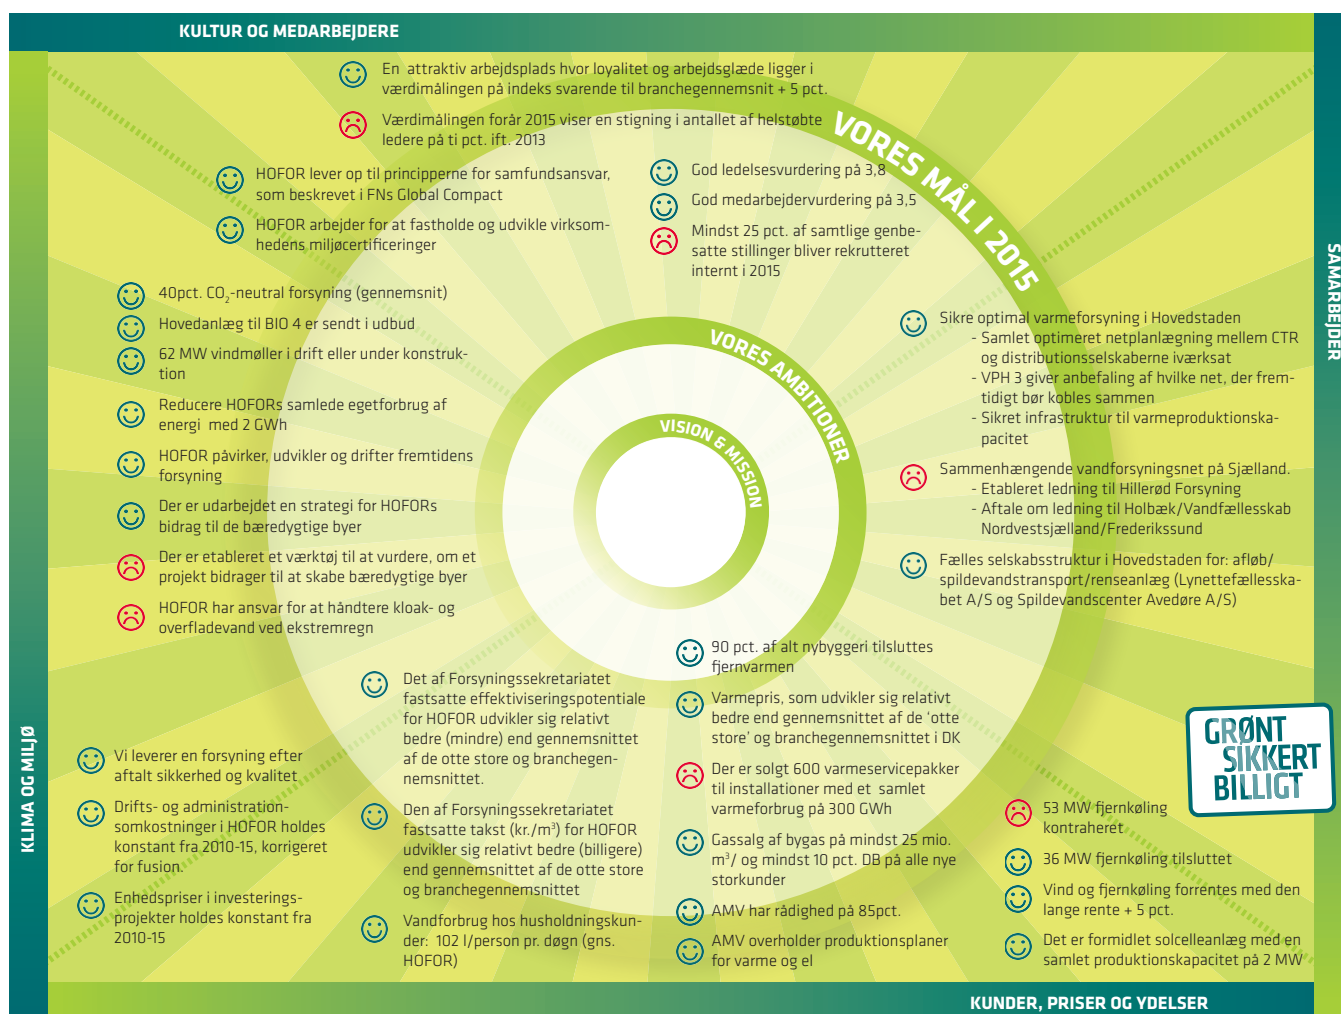 KULTUR OG MEDARBEJDERE
En attraktiv arbejdsplads hvor loyalitet og arbejdsglæde ligger i
værdimålingen på indeks svarende til branchegennemsnit + 5 pct.
Værdimålingen forår 2015 viser en stigning i antallet af helstøbte
ledere på ti pct. ift. 2013
HOFOR lever op til principperne for samfundsansvar,
som beskrevet i FNs Global Compact
HOFOR arbejder for at fastholde og udvikle virksom-
hedens miljøcertificeringer
God ledelsesvurdering på 3,8
God medarbejdervurdering på 3,5
Mindst 25 pct. af samtlige genbe-
satte stillinger bliver rekrutteret
internt i 2015
VORES MÅL I 2015
VORES AMBITIONER
VISION & MISSION
SAMARBEJDER
40pct. CO₂-neutral forsyning (gennemsnit)
Hovedanlæg til BIO 4 er sendt i udbud
62 MW vindmøller i drift eller under konstruk-
tion
Reducere HOFORs samlede egetforbrug af
energi med 2 GWh
HOFOR påvirker, udvikler og drifter fremtidens
forsyning
Der er udarbejdet en strategi for HOFORs
bidrag til de bæredygtige byer
Der er etableret et værktøj til at vurdere, om et
projekt bidrager til at skabe bæredygtige byer
HOFOR har ansvar for at håndtere kloak- og
overfladevand ved ekstremregn
Sikre optimal varmeforsyning i Hovedstaden
- Samlet optimeret netplanlægning mellem CTR
og distributionsselskaberne iværksat
- VPH 3 giver anbefaling af hvilke net, der frem-
tidigt bør kobles sammen
- Sikret infrastruktur til varmeproduktionska-
pacitet
Sammenhængende vandforsyningsnet på Sjælland.
- Etableret ledning til Hillerød Forsyning
- Aftale om ledning til Holbæk/Vandfællesskab
Nordvestsjælland/Frederikssund
Fælles selskabsstruktur i Hovedstaden for: afløb/
spildevandstransport/renseanlæg (Lynettefællesska-
bet A/S og Spildevandscenter Avedøre A/S)
KLIMA OG MILJØ
Vi leverer en forsyning efter
aftalt sikkerhed og kvalitet
Drifts- og administration-
somkostninger i HOFOR holdes
konstant fra 2010-15, korrigeret
for fusion.
Enhedspriser i investerings-
projekter holdes konstant fra
2010-15
Det af Forsyningssekretariatet
fastsatte effektiviseringspotentiale
for HOFOR udvikler sig relativt
bedre (mindre) end gennemsnittet
af de otte store og branchegen-
nemsnittet.
Den af Forsyningssekretariatet
fastsatte takst (kr./m³) for HOFOR
udvikler sig relativt bedre (billigere)
end gennemsnittet af de otte store
og branchegennemsnittet
Vandforbrug hos husholdningskun-
der: 102 l/person pr. døgn (gns.
HOFOR)
90 pct. af alt nybyggeri tilsluttes
fjernvarmen
Varmepris, som udvikler sig relativt
bedre end gennemsnittet af de ‘otte
store’ og branchegennemsnittet i DK
Der er solgt 600 varmeservicepakker
til installationer med et samlet
varmeforbrug på 300 GWh
Gassalg af bygas på mindst 25 mio.
m³/ og mindst 10 pct. DB på alle nye
storkunder
AMV har rådighed på 85pct.
AMV overholder produktionsplaner
for varme og el
GRØNT
SIKKERT
BILLIGT
53 MW fjernkøling
kontraheret
36 MW fjernkøling tilsluttet
Vind og fjernkøling forrentes med den
lange rente + 5 pct.
Det er formidlet solcelleanlæg med en
samlet produktionskapacitet på 2 MW
KUNDER, PRISER OG YDELSER